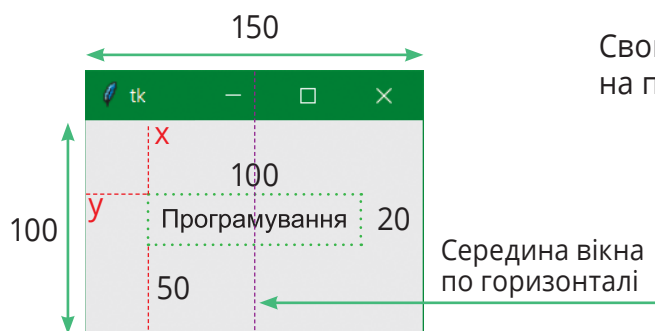 150
Сво
на п
tk
x
100
y
Програмування
20
100
Середина вікна
по горизонталі
50